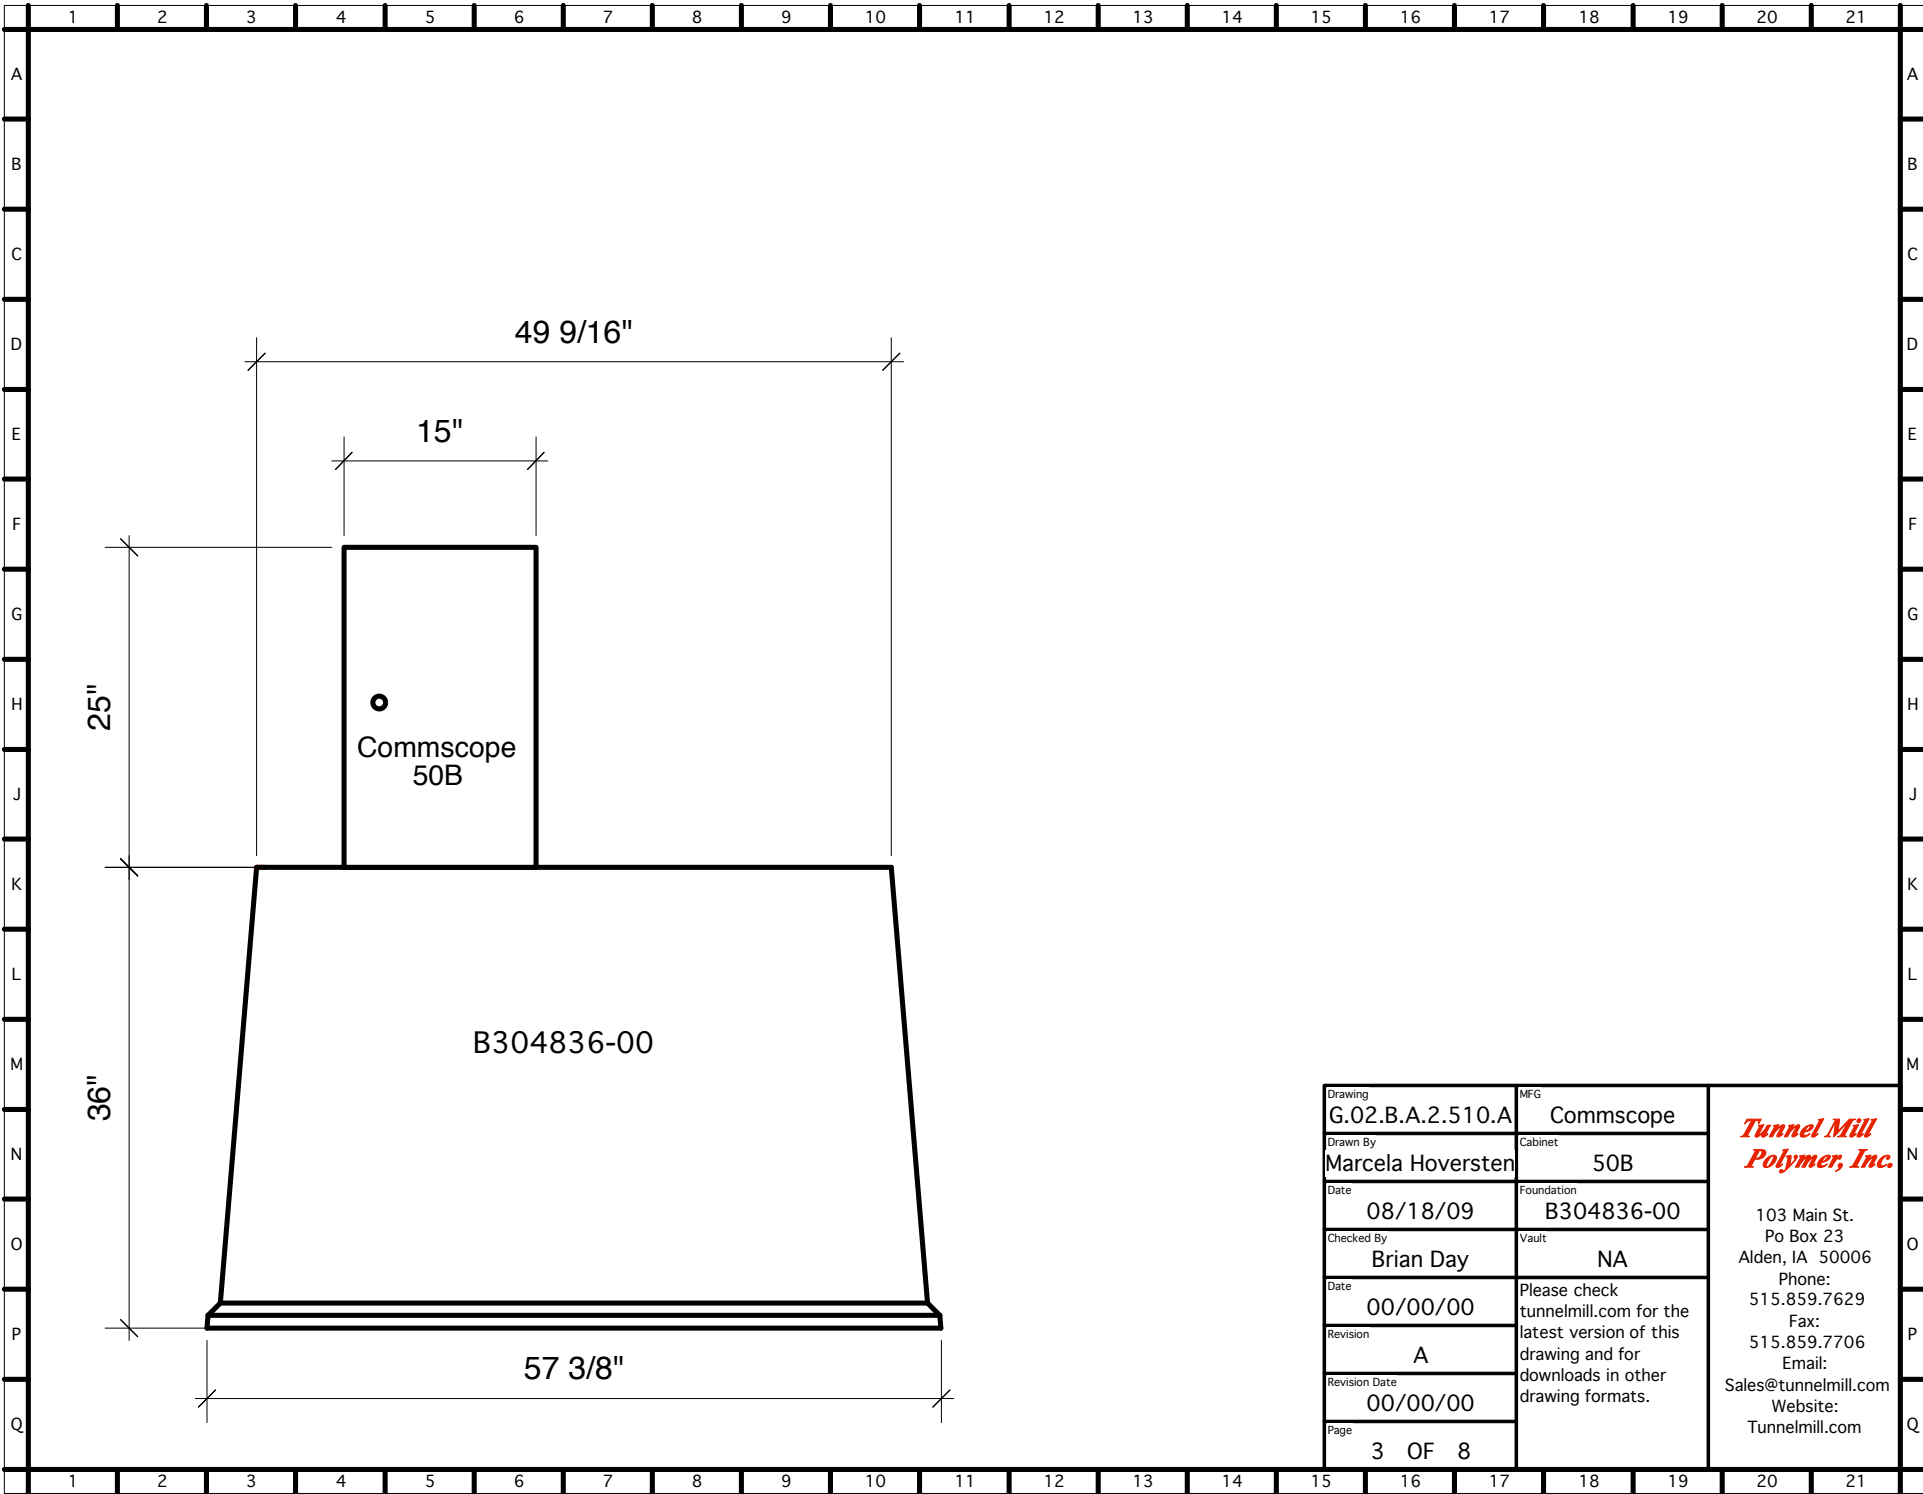 1 2 3 4 5 6 7 8 9 10 11 12 13 14 15 16 17 18 19 20 21
A A
B B
C C
D D
E E
F F
G G
H H
J J
K K
L L
M M
N N
O O
P P
Q Q
49 9/16"
15"
25"
Commscope
50B
36"
B304836-00
57 3/8"
Drawing
G.02.B.A.2.510.A
MFG
Commscope
Drawn By
Marcela Hoversten
Cabinet
50B
Date
08/18/09
Foundation
B304836-00
Checked By
Brian Day
Vault
NA
Date
00/00/00
Revision
A
Revision Date
00/00/00
Page
3 OF 8
Please check
tunnelmill.com for the
latest version of this
drawing and for
downloads in other
drawing formats.
Tunnel Mill
Polymer, Inc.
103 Main St.
Po Box 23
Alden, IA 50006
Phone:
515.859.7629
Fax:
515.859.7706
Email:
Sales@tunnelmill.com
Website:
Tunnelmill.com
1 2 3 4 5 6 7 8 9 10 11 12 13 14 15 16 17 18 19 20 21